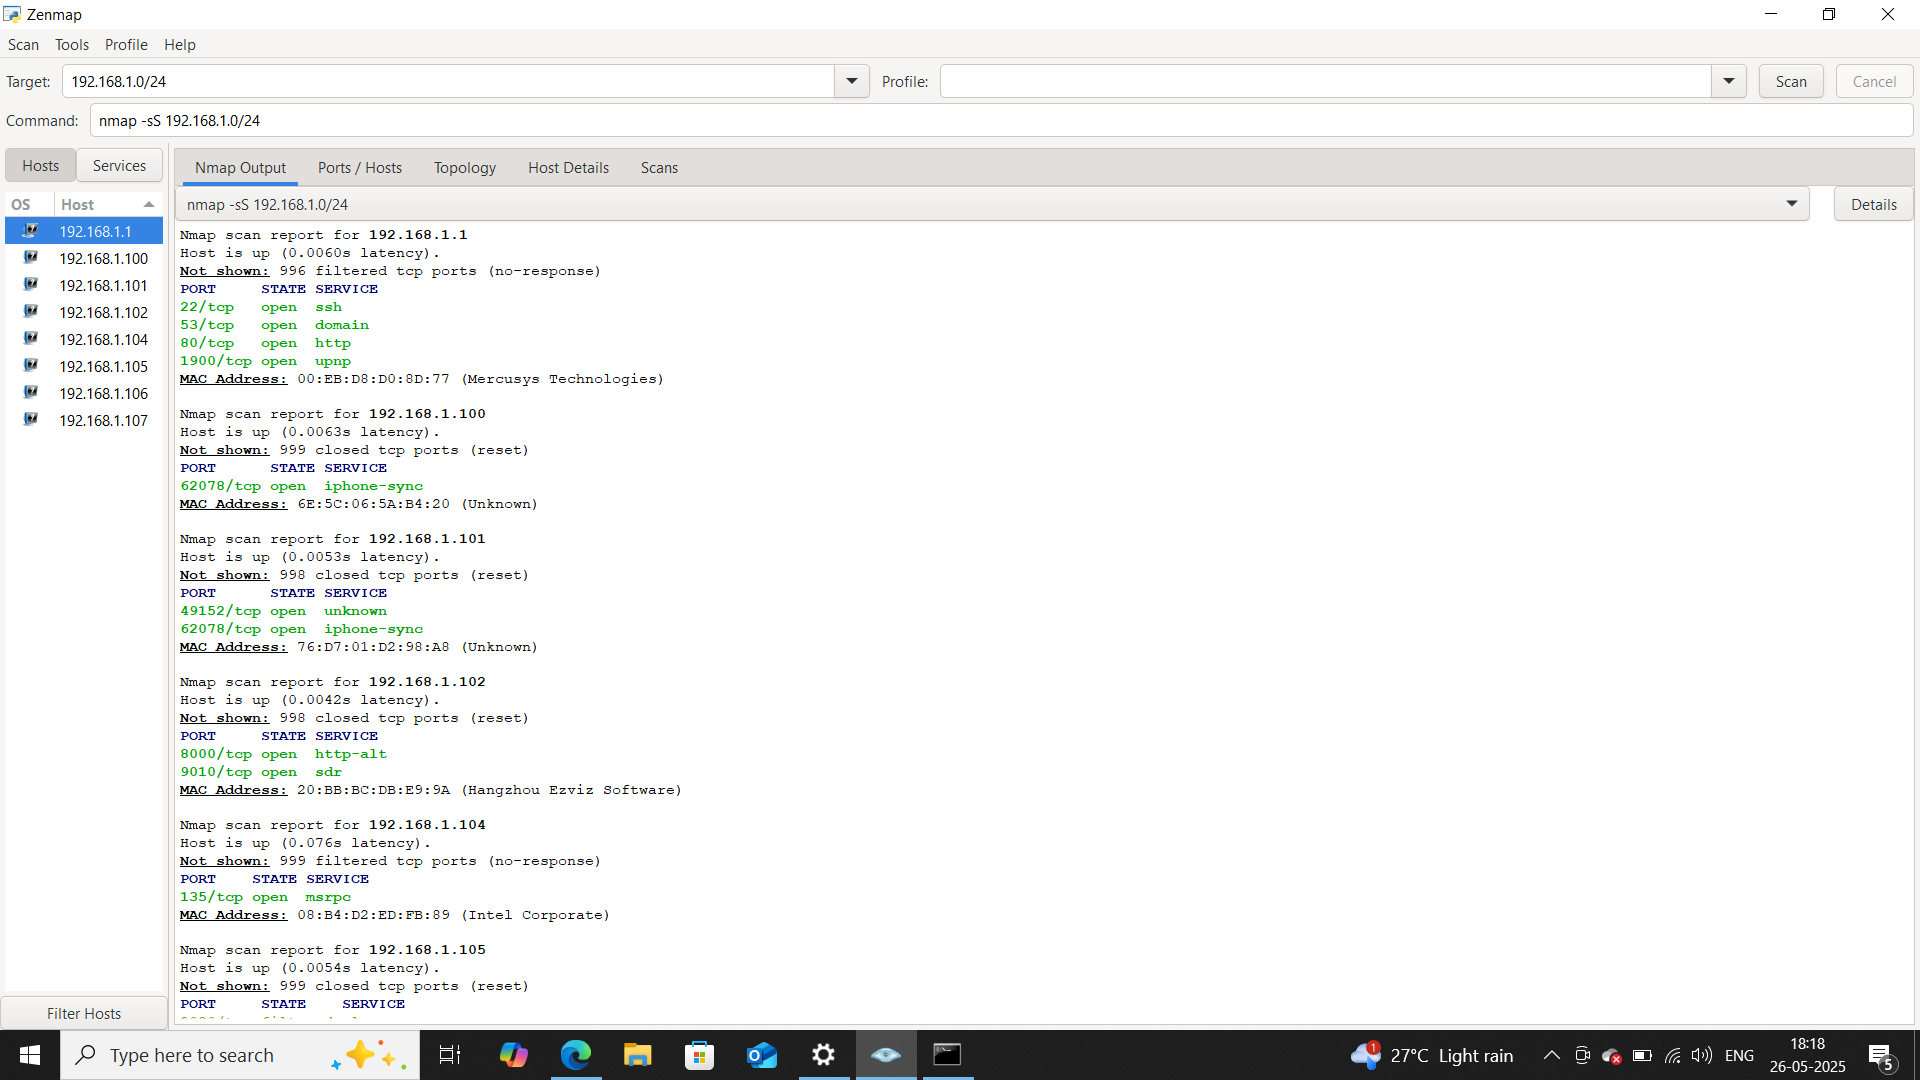 Zenmap
Scan Tools Profile Help
Target: 192.168.1.0/24 Profile: Scan Cancel
Command: nmap -sS 192.168.1.0/24
Hosts Services
Nmap Output Ports / Hosts Topology Host Details Scans
OS Host
192.168.1.1
192.168.1.100
192.168.1.101
192.168.1.102
192.168.1.104
192.168.1.105
192.168.1.106
192.168.1.107
Filter Hosts
nmap -sS 192.168.1.0/24 Details
Nmap scan report for 192.168.1.1
Host is up (0.0060s latency).
Not shown: 996 filtered tcp ports (no-response)
PORT STATE SERVICE
22/tcp open ssh
53/tcp open domain
80/tcp open http
1900/tcp open upnp
MAC Address: 00:EB:D8:D0:8D:77 (Mercusys Technologies)
Nmap scan report for 192.168.1.100
Host is up (0.0063s latency).
Not shown: 999 closed tcp ports (reset)
PORT STATE SERVICE
62078/tcp open iphone-sync
MAC Address: 6E:5C:06:5A:B4:20 (Unknown)
Nmap scan report for 192.168.1.101
Host is up (0.0053s latency).
Not shown: 998 closed tcp ports (reset)
PORT STATE SERVICE
49152/tcp open unknown
62078/tcp open iphone-sync
MAC Address: 76:D7:01:D2:98:A8 (Unknown)
Nmap scan report for 192.168.1.102
Host is up (0.0042s latency).
Not shown: 998 closed tcp ports (reset)
PORT STATE SERVICE
8000/tcp open http-alt
9010/tcp open sdr
MAC Address: 20:BB:BC:DB:E9:9A (Hangzhou Ezviz Software)
Nmap scan report for 192.168.1.104
Host is up (0.076s latency).
Not shown: 999 filtered tcp ports (no-response)
PORT STATE SERVICE
135/tcp open msrpc
MAC Address: 08:B4:D2:ED:FB:89 (Intel Corporate)
Nmap scan report for 192.168.1.105
Host is up (0.0054s latency).
Not shown: 999 closed tcp ports (reset)
PORT STATE SERVICE
Type here to search
1
27°C Light rain
ENG
18:18
26-05-2025
5